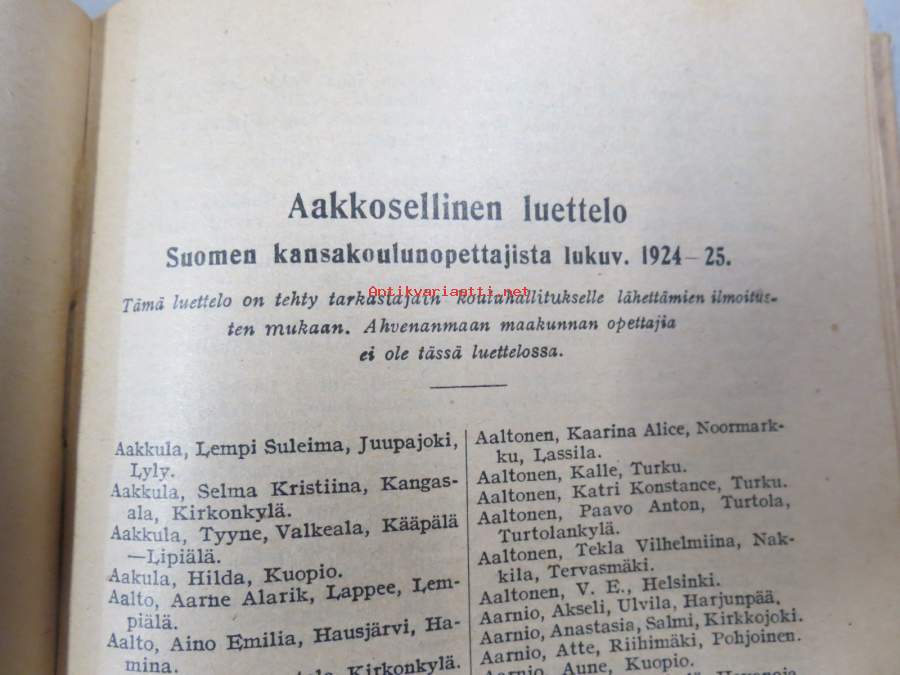 Aakkosellinen luettelo
Suomen kansakoulunopettajista lukuv. 1924–25.
Antikvariaatti.net
Tämä luettelo on tehty tarkastajain kouluhallitukselle lähettämien ilmoitus-
ten mukaan. Ahvenanmaan maakunnan opettajia
ei ole tässä luettelossa.
Aakkula, Lempi Suleima, Juupajoki,
Lyly.
Aakkula, Selma Kristiina, Kangas-
ala, Kirkonkylä.
Aakkula, Tyyne, Valkeala, Kääpälä
—Lipiälä.
Aakula, Hilda, Kuopio.
Aalto, Aarne Alarik, Lappee, Lem-
piälä.
Aalto, Aino Emilia, Hausjärvi, Ha-
mina.
Kirkonkylä.
Aaltonen, Kaarina Alice, Noormark-
ku, Lassila.
Aaltonen, Kalle, Turku.
Aaltonen, Katri Konstance, Turku.
Aaltonen, Paavo Anton, Turtola,
Turtolankylä.
Aaltonen, Tekla Vilhelmiina, Nak-
kila, Tervasmäki.
Aaltonen, V. E., Helsinki.
Aarnio, Akseli, Ulvila, Harjunpää.
Aarnio, Anastasia, Salmi, Kirkkojoki.
Aarnio, Atte, Riihimäki, Pohjoinen.
Aarnio, Aune, Kuopio.